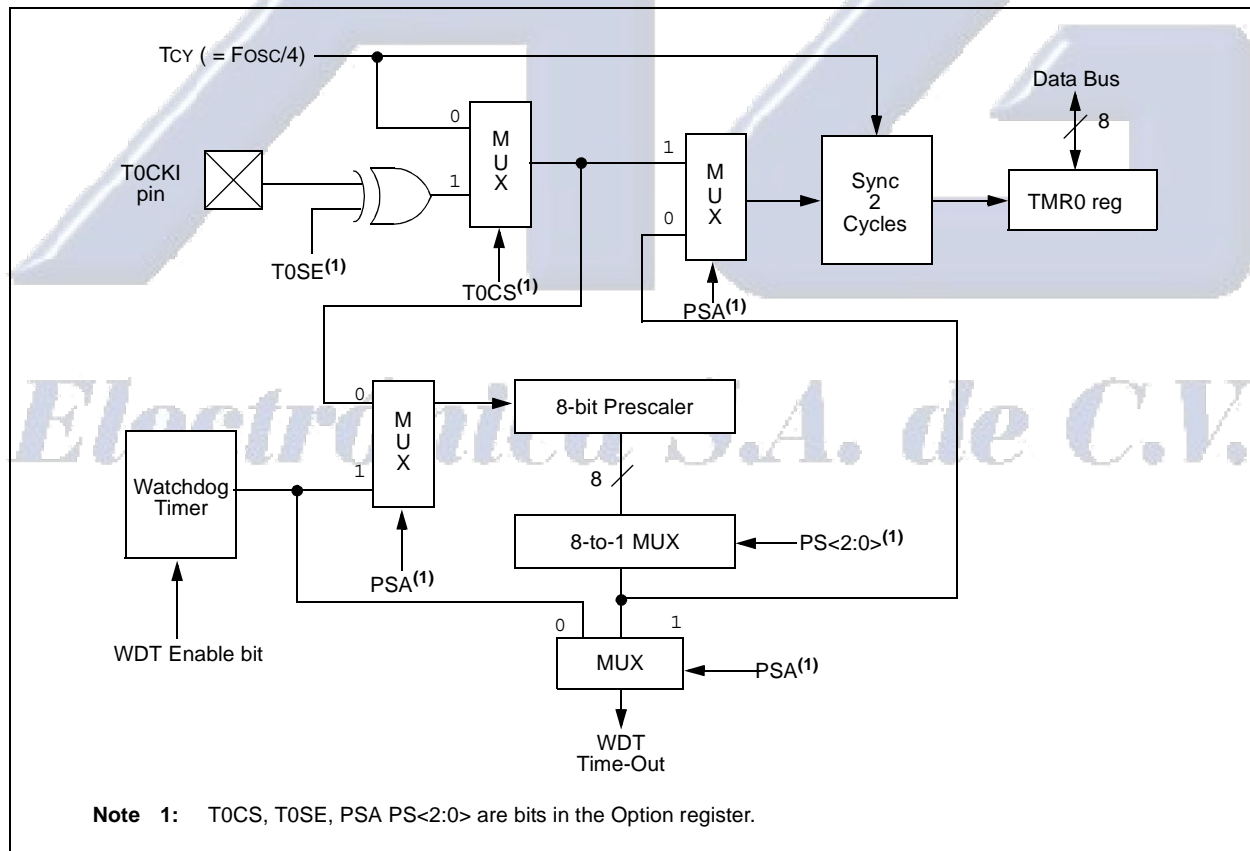 TCY ( = FOSC/4)
Data Bus
0
M
U
X
8
T0CKI
pin
1
1
M
U
X
0
Sync
2
Cycles
TMR0 reg
T0SE(1)
T0CS(1)
PSA(1)
0
M
U
X
1
8-bit Prescaler
Electrónica S.A. de C.V.
Watchdog
Timer
8
8-to-1 MUX
PS<2:0>(1)
PSA(1)
0
1
WDT Enable bit
MUX
PSA(1)
WDT
Time-Out
Note 1: T0CS, T0SE, PSA PS<2:0> are bits in the Option register.